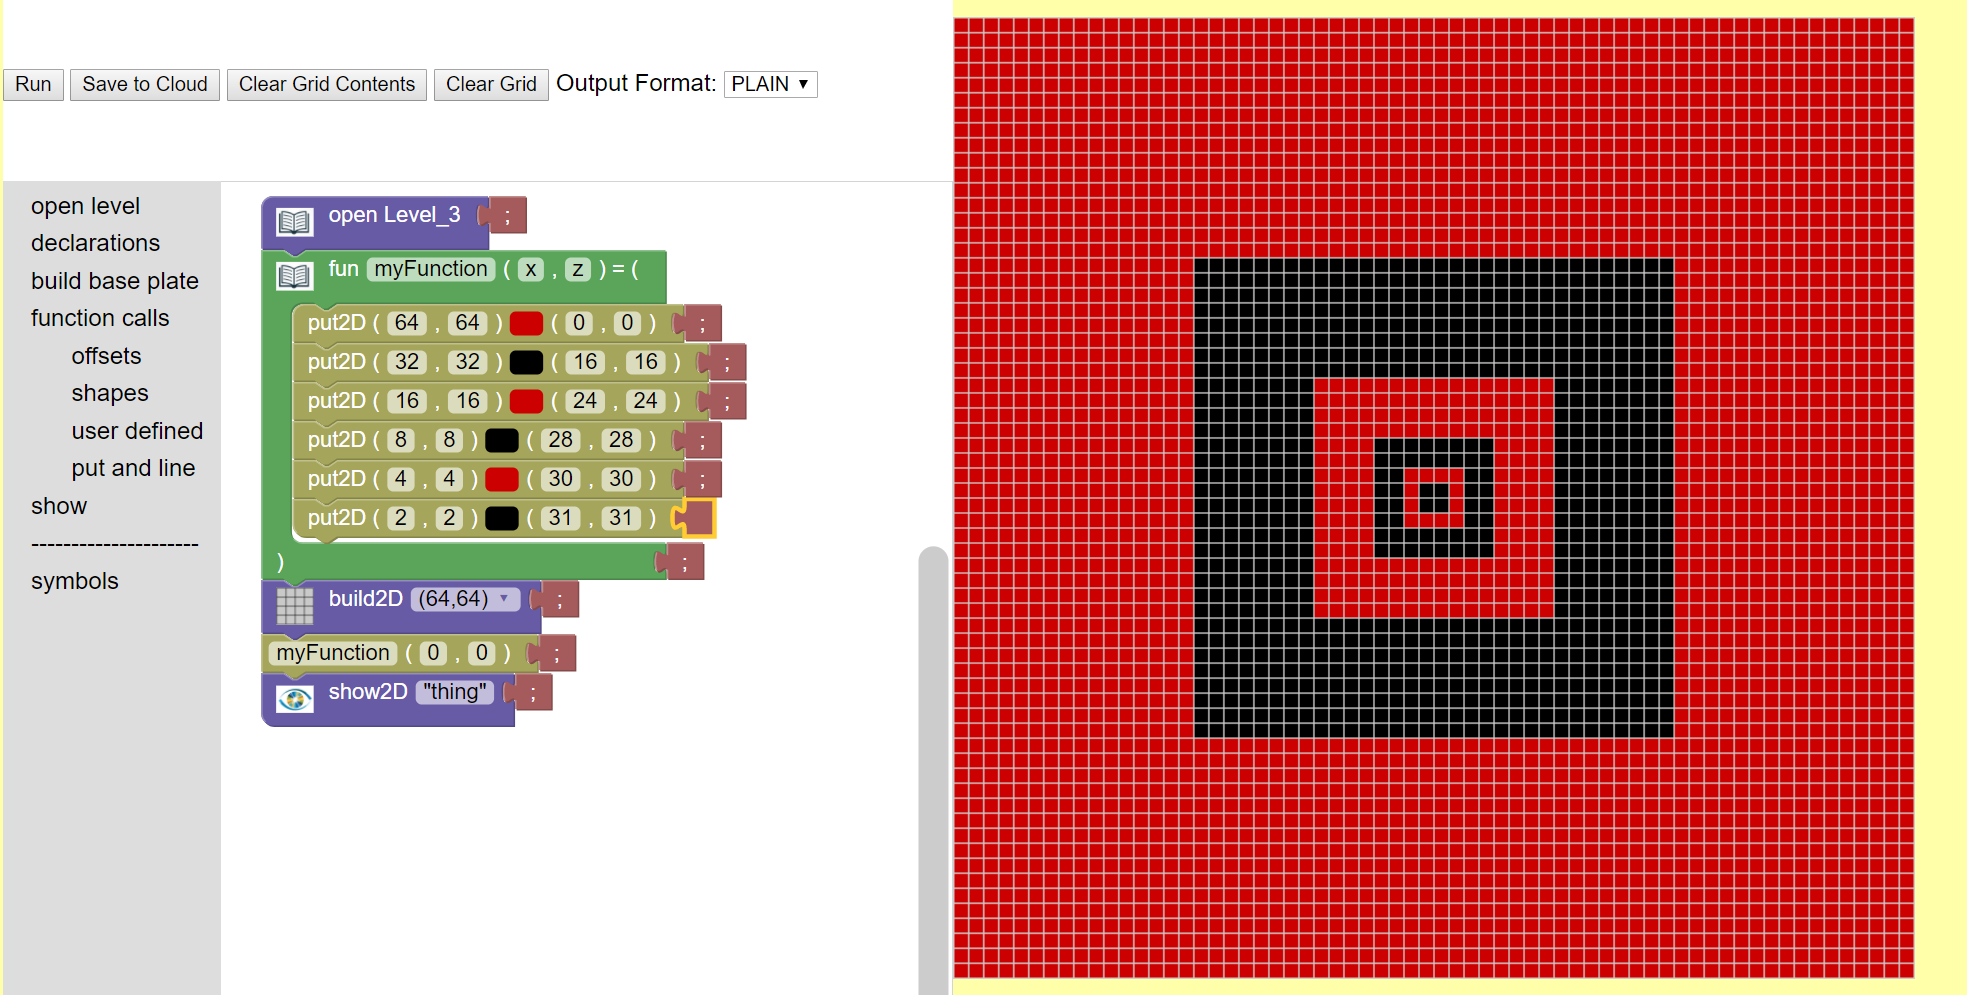 Run Save to Cloud Clear Grid Contents Clear Grid Output Format: PLAIN
open level
declarations
build base plate
function calls
offsets
shapes
user defined
put and line
show
----------------------
symbols
open Level_3 ;
fun myFunction ( x , z ) = (
put2D ( 64 , 64 ) ( 0 , 0 ) ;
put2D ( 32 , 32 ) ( 16 , 16 ) ;
put2D ( 16 , 16 ) ( 24 , 24 ) ;
put2D ( 8 , 8 ) ( 28 , 28 ) ;
put2D ( 4 , 4 ) ( 30 , 30 ) ;
put2D ( 2 , 2 ) ( 31 , 31 )
) ;
build2D (64,64) ;
myFunction ( 0 , 0 ) ;
show2D "thing" ;